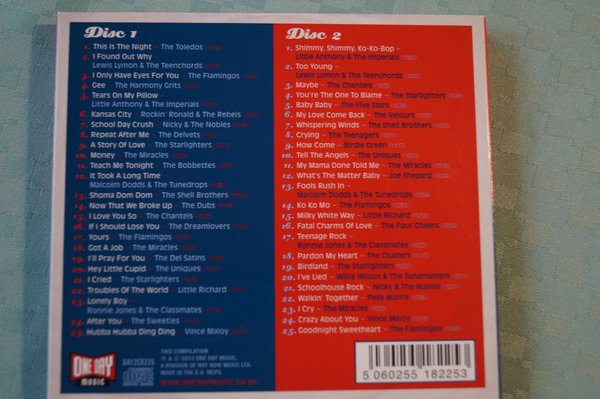 Disc 1
1. This Is The Night - The Toledos
2. I Found Out Why
Lewis Lymon & The Teenchords
3. I Only Have Eyes For You - The Flamingos
4. Gee - The Harmony Grits
5. Tears On My Pillow -
Little Anthony & The Imperials
6. Kansas City - Rockin' Ronald & The Rebels
7. School Day Crush - Nicky & The Nobles
8. Repeat After Me - The Delvets
9. A Story Of Love - The Starlighters
10. Money - The Miracles
11. Teach Me Tonight - The Bobbettes
12. It Took A Long Time
Malcolm Dodds & The Tunedrops
13. Shoma Dom Dom - The Shell Brothers
14. Now That We Broke Up - The Dubs
15. I Love You So - The Chantels
16. If I Should Lose You - The Dreamlovers
17. Yours - The Flamingos
18. Got A Job - The Miracles
19. I'll Pray For You - The Del Satins
20. Hey Little Cupid - The Uniques
21. I Cried - The Starlighters
22. Troubles Of The World - Little Richard
23. Lonely Boy
Ronnie Jones & The Classmates
24. After You - The Sweeties
25. Hubba Hubba Ding Ding - Vince Maloy
ONE DAY
MUSIC
DAY2CD225
COMPACT
disc
DIGITAL AUDIO
THIS COMPILATION
℗ & © 2013 ONE DAY MUSIC.
A DIVISION OF NOT NOW MUSIC LTD.
MADE IN THE E.U. MCPS.
WWW.ONEDAYMUSIC.CO.UK
Disc 2
1. Shimmy, Shimmy, Ko-Ko-Bop -
Little Anthony & The Imperials
2. Too Young -
Lewis Lymon & The Teenchords
3. Maybe - The Chantels
4. You're The One To Blame - The Starlighters
5. Baby Baby - The Five Stars
6. My Love Come Back - The Velours
7. Whispering Winds - The Shell Brothers
8. Crying - The Teenagers
9. How Come - Birdie Green
10. Tell The Angels - The Uniques
11. My Mama Done Told Me - The Miracles
12. What's The Matter Baby - Joe Shepard
13. Fools Rush In -
Malcolm Dodds & The Tunedrops
14. Ko Ko Mo - The Flamingos
15. Milky White Way - Little Richard
16. Fatal Charms Of Love - The Four Cheers
17. Teenage Rock -
Ronnie Jones & The Classmates
18. Pardon My Heart - The Clusters
19. Birdland - The Starlighters
20. I've Lied - Willie Wilson & The Tunemasters
21. Schoolhouse Rock - Nicky & The Nobles
22. Walkin' Together - Pete Morris
23. I Cry - The Miracles
24. Crazy About You - Vince Maloy
25. Goodnight Sweetheart - The Flamingos
5 060255 182253